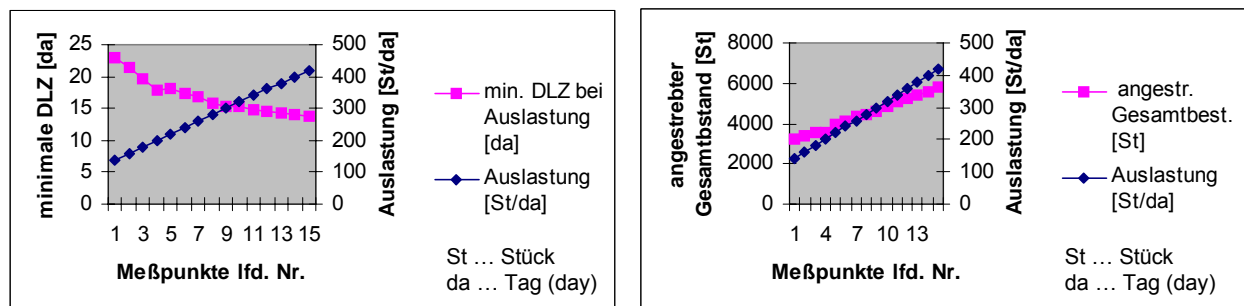 minimale DLZ [da]
25
20
15
10
5
0
500
400
300
200
100
0
Auslastung [St/da]
1 3 5 7 9 11 13 15
Meßpunkte lfd. Nr.
min. DLZ bei
Auslastung
[da]
Auslastung
[St/da]
St ... Stück
da ... Tag (day)
angestrebter
Gesamtbstand [St]
8000
6000
4000
2000
0
500
400
300
200
100
0
Auslastung [St/da]
1 4 7 10 13
Meßpunkte lfd. Nr.
angestr.
Gesamtbest.
[St]
Auslastung
[St/da]
St ... Stück
da ... Tag (day)